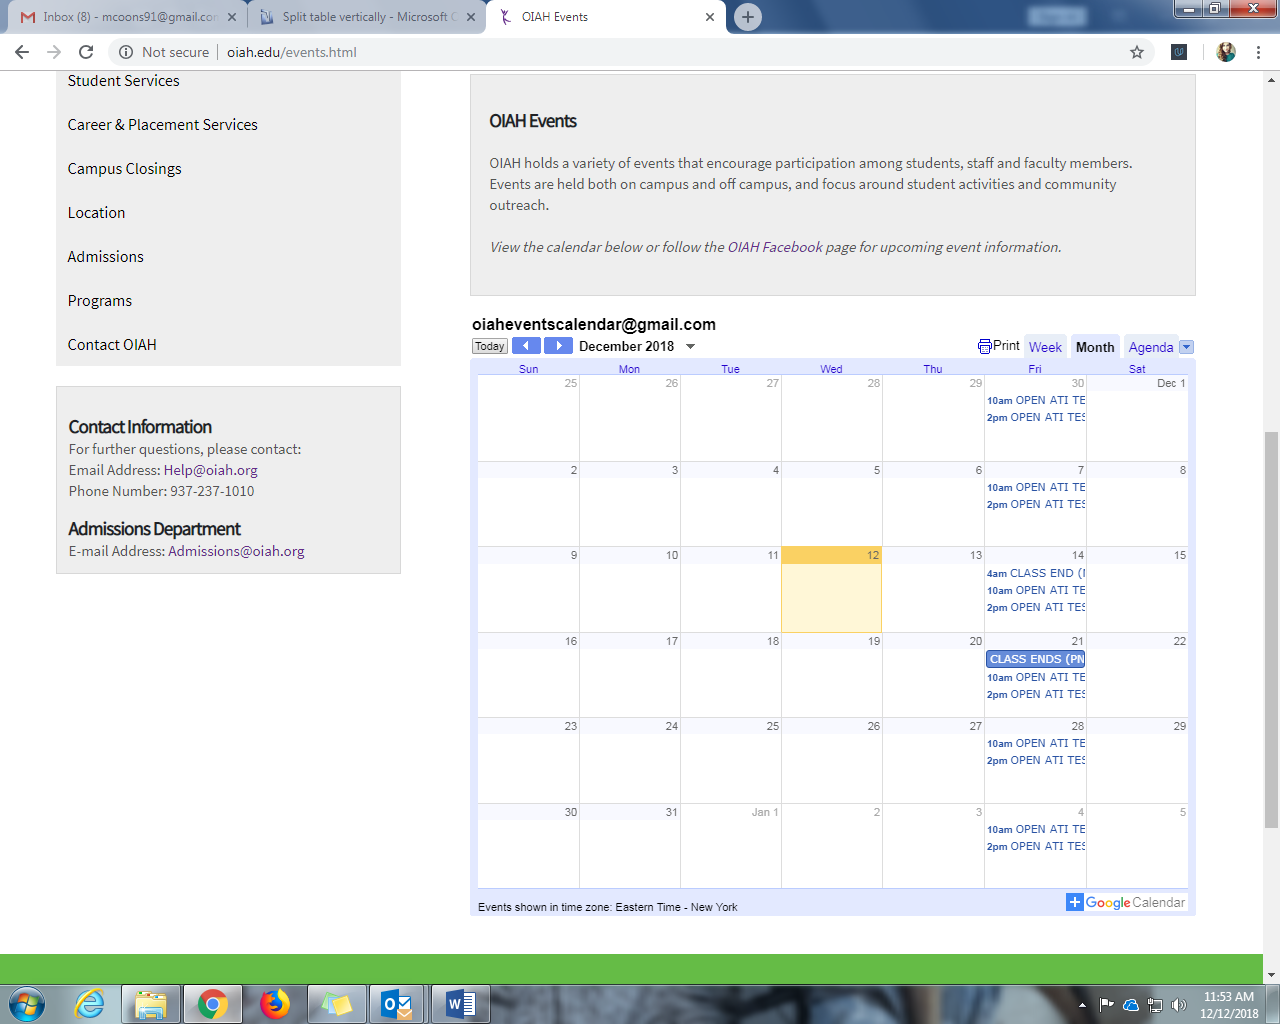 Inbox (8) - mcoons91@gmail.com
Split table vertically - Microsoft C
OIAH Events
Not secure
oiah.edu/events.html
Student Services
Career & Placement Services
Campus Closings
Location
Admissions
Programs
Contact OIAH
Contact Information
For further questions, please contact:
Email Address: Help@oiah.org
Phone Number: 937-237-1010
Admissions Department
E-mail Address: Admissions@oiah.org
OIAH Events
OIAH holds a variety of events that encourage participation among students, staff and faculty members.
Events are held both on campus and off campus, and focus around student activities and community
outreach.
View the calendar below or follow the OIAH Facebook page for upcoming event information.
oiaheventscalendar@gmail.com
Today December 2018 Print Week Month Agenda
Sun Mon Tue Wed Thu Fri Sat
25 26 27 28 29 30 Dec 1
10am OPEN ATI TE
2pm OPEN ATI TES
2 3 4 5 6 7 8
10am OPEN ATI TE
2pm OPEN ATI TES
9 10 11 12 13 14 15
4am CLASS END (
10am OPEN ATI TE
2pm OPEN ATI TES
16 17 18 19 20 21 22
CLASS ENDS (PN
10am OPEN ATI TE
2pm OPEN ATI TES
23 24 25 26 27 28 29
10am OPEN ATI TE
2pm OPEN ATI TES
30 31 Jan 1 2 3 4 5
10am OPEN ATI TE
2pm OPEN ATI TES
Events shown in time zone: Eastern Time - New York
Google Calendar
11:53 AM
12/12/2018